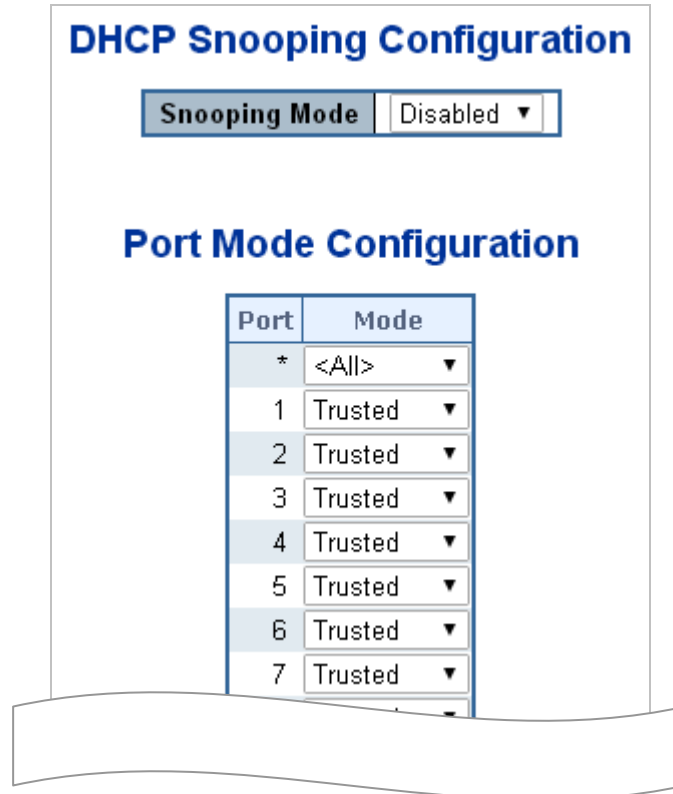 DHCP Snooping Configuration
Snooping Mode Disabled
Port Mode Configuration
Port Mode
* <All>
1 Trusted
2 Trusted
3 Trusted
4 Trusted
5 Trusted
6 Trusted
7 Trusted